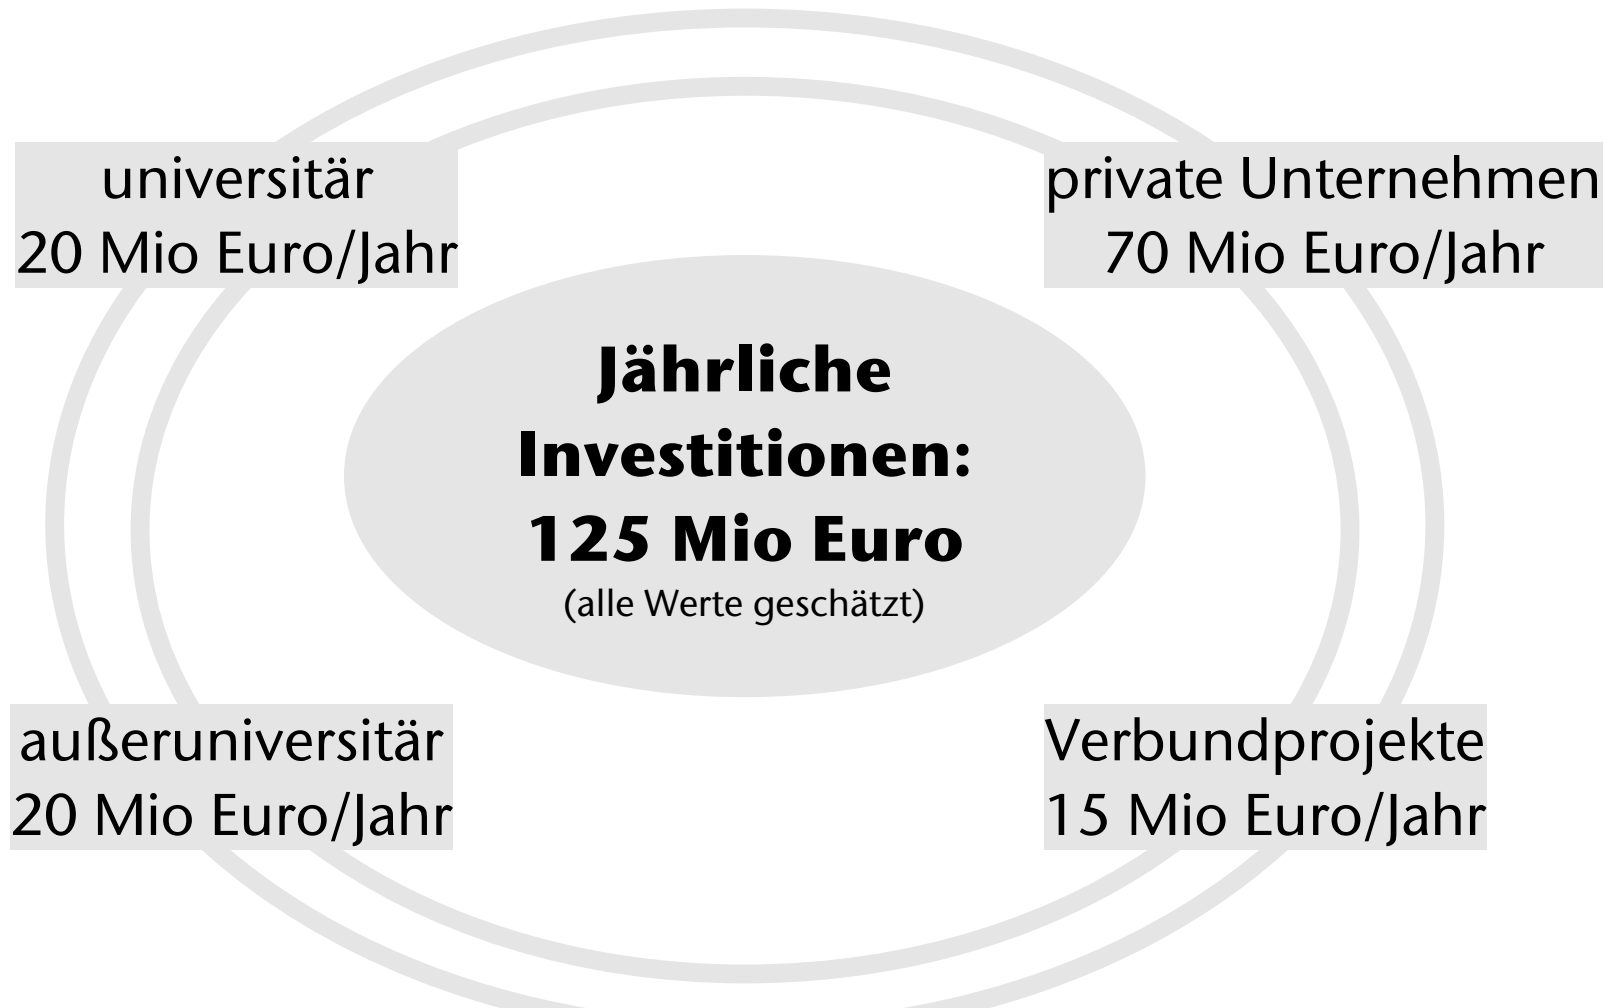 universitär
20 Mio Euro/Jahr
private Unternehmen
70 Mio Euro/Jahr
Jährliche
Investitionen:
125 Mio Euro
(alle Werte geschätzt)
außeruniversitär
20 Mio Euro/Jahr
Verbundprojekte
15 Mio Euro/Jahr